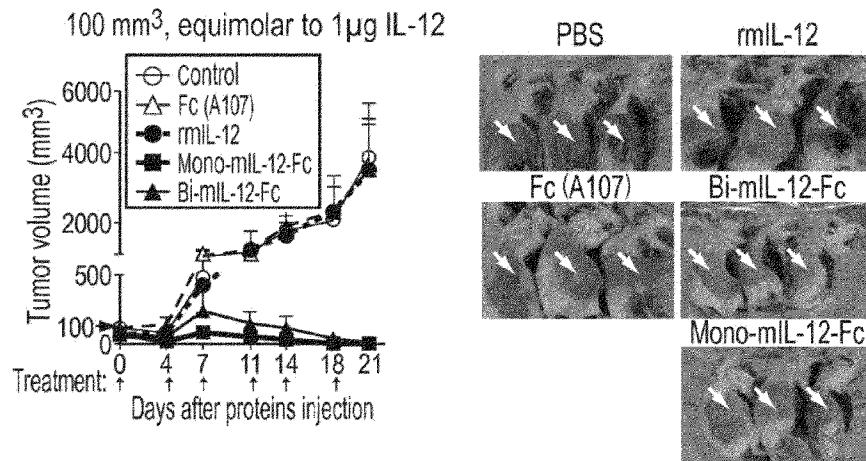 100 mm³, equimolar to 1µg IL-12
Control
Fc (A107)
rmIL-12
Mono-mIL-12-Fc
Bi-mIL-12-Fc
Tumor volume (mm³)
6000
4000
2000
500
100
0
0 4 7 11 14 18 21
Treatment: ↑ ↑ ↑ ↑ ↑ ↑
Days after proteins injection
PBS
rmIL-12
Fc (A107)
Bi-mIL-12-Fc
Mono-mIL-12-Fc